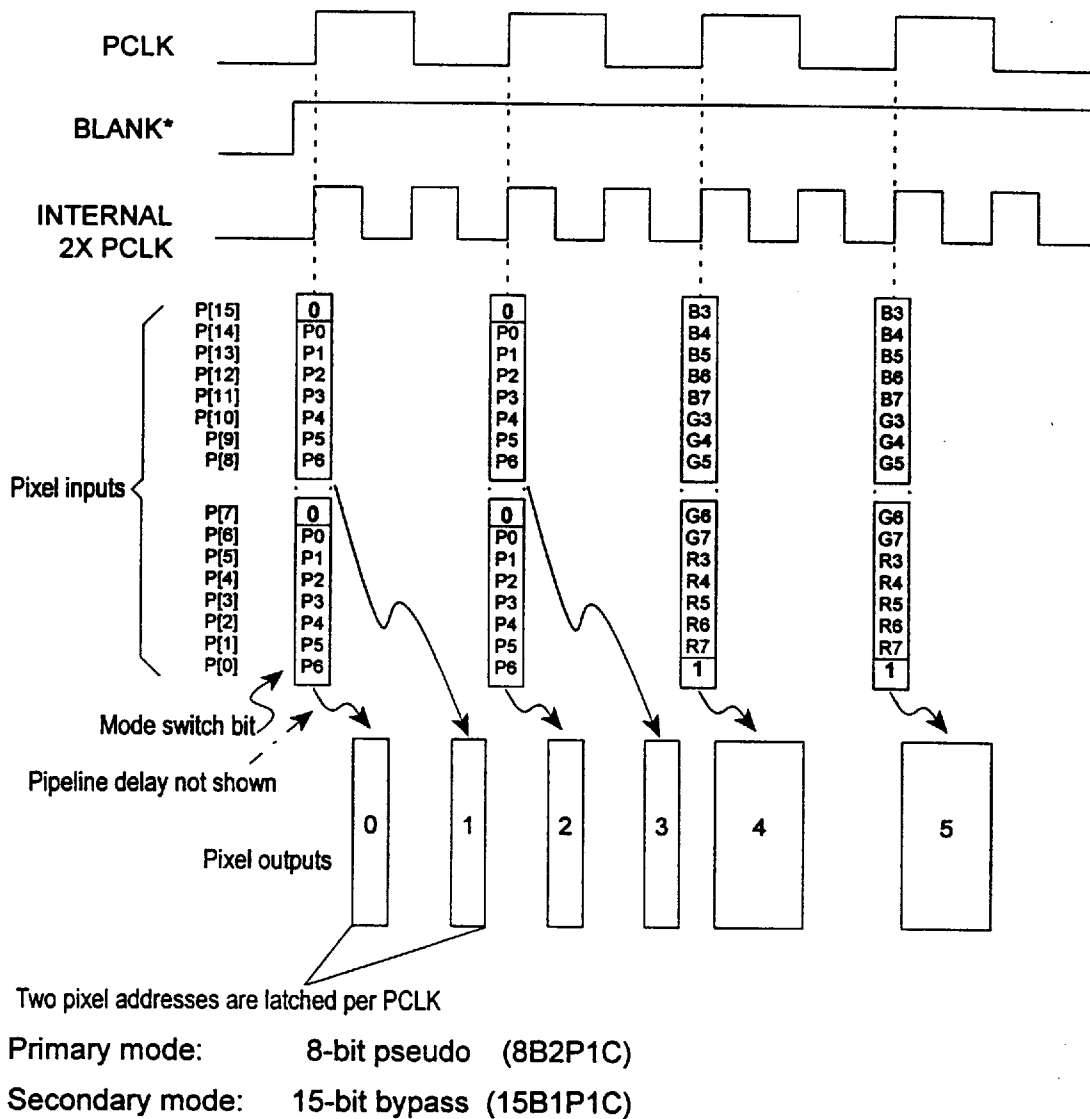 PCLK
BLANK*
INTERNAL
2X PCLK
Pixel inputs
P[15] 0 0 B3 B3
P[14] P0 P0 B4 B4
P[13] P1 P1 B5 B5
P[12] P2 P2 B6 B6
P[11] P3 P3 B7 B7
P[10] P4 P4 G3 G3
P[9] P5 P5 G4 G4
P[8] P6 P6 G5 G5
P[7] 0 0 G6 G6
P[6] P0 P0 G7 G7
P[5] P1 P1 R3 R3
P[4] P2 P2 R4 R4
P[3] P3 P3 R5 R5
P[2] P4 P4 R6 R6
P[1] P5 P5 R7 R7
P[0] P6 P6 1 1
Mode switch bit
Pipeline delay not shown
Pixel outputs
0 1 2 3 4 5
Two pixel addresses are latched per PCLK
Primary mode: 8-bit pseudo (8B2P1C)
Secondary mode: 15-bit bypass (15B1P1C)